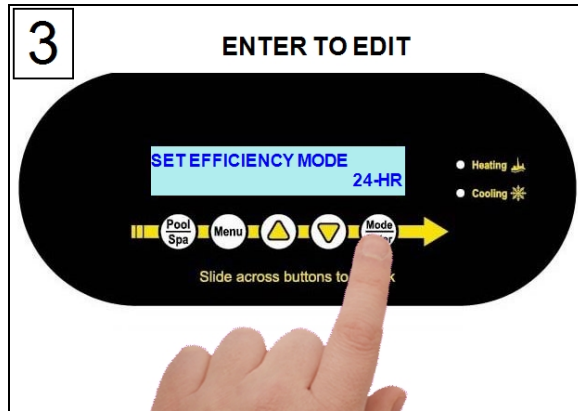 3
ENTER TO EDIT
SET EFFICIENCY MODE
24-HR
Heating
Cooling
Pool
Spa
Menu
Mode
Slide across buttons to